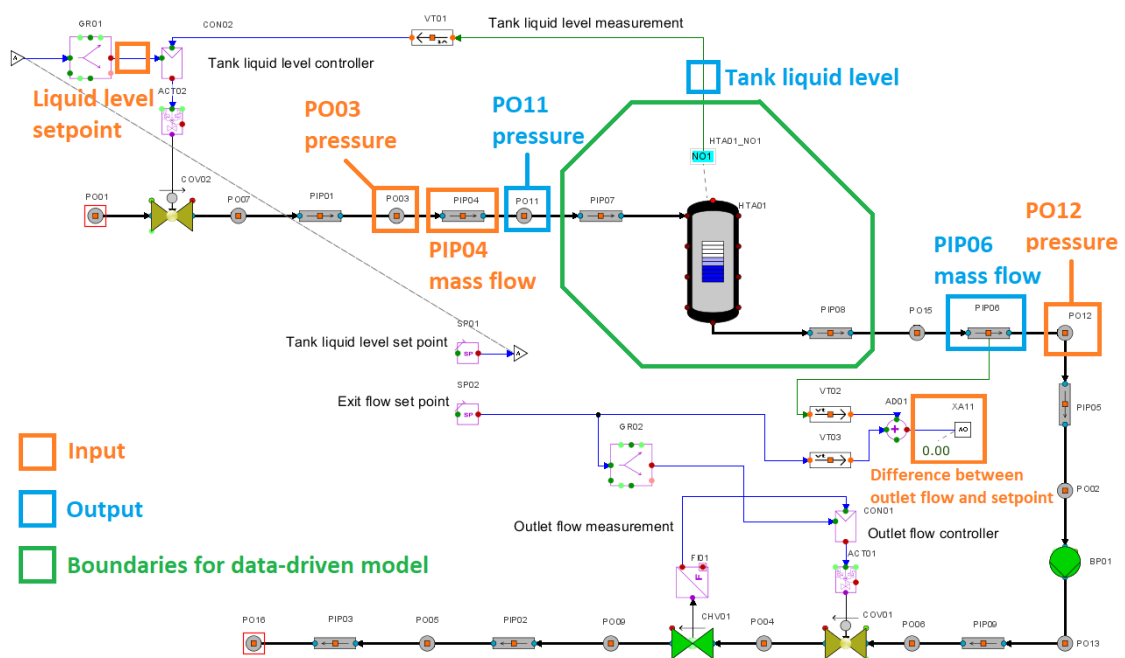 GR01
CON02
VT01
Tank liquid level measurement
Tank liquid level controller
A
Tank liquid level
Liquid level
setpoint
ACT02
PO03
pressure
PO11
pressure
HTA01_NO1
NO1
COV02
PO01
PO07
PIP01
PO03
PIP04
PO11
PIP07
HTA01
PIP04
mass flow
PIP06
mass flow
PO12
pressure
PIP08
PO15
PIP06
PO12
SP01
Tank liquid level set point
SP
A
SP02
Exit flow set point
SP
VT02
AD01
XA11
PIP05
VT03
AO
0.00
GR02
Input
Difference between
outlet flow and setpoint
PO02
Output
CON01
Outlet flow measurement
Outlet flow controller
Boundaries for data-driven model
FI01
F
ACT01
BP01
PO16
PIP03
PO05
PIP02
PO09
CHV01
PO04
COV01
PO06
PIP09
PO13